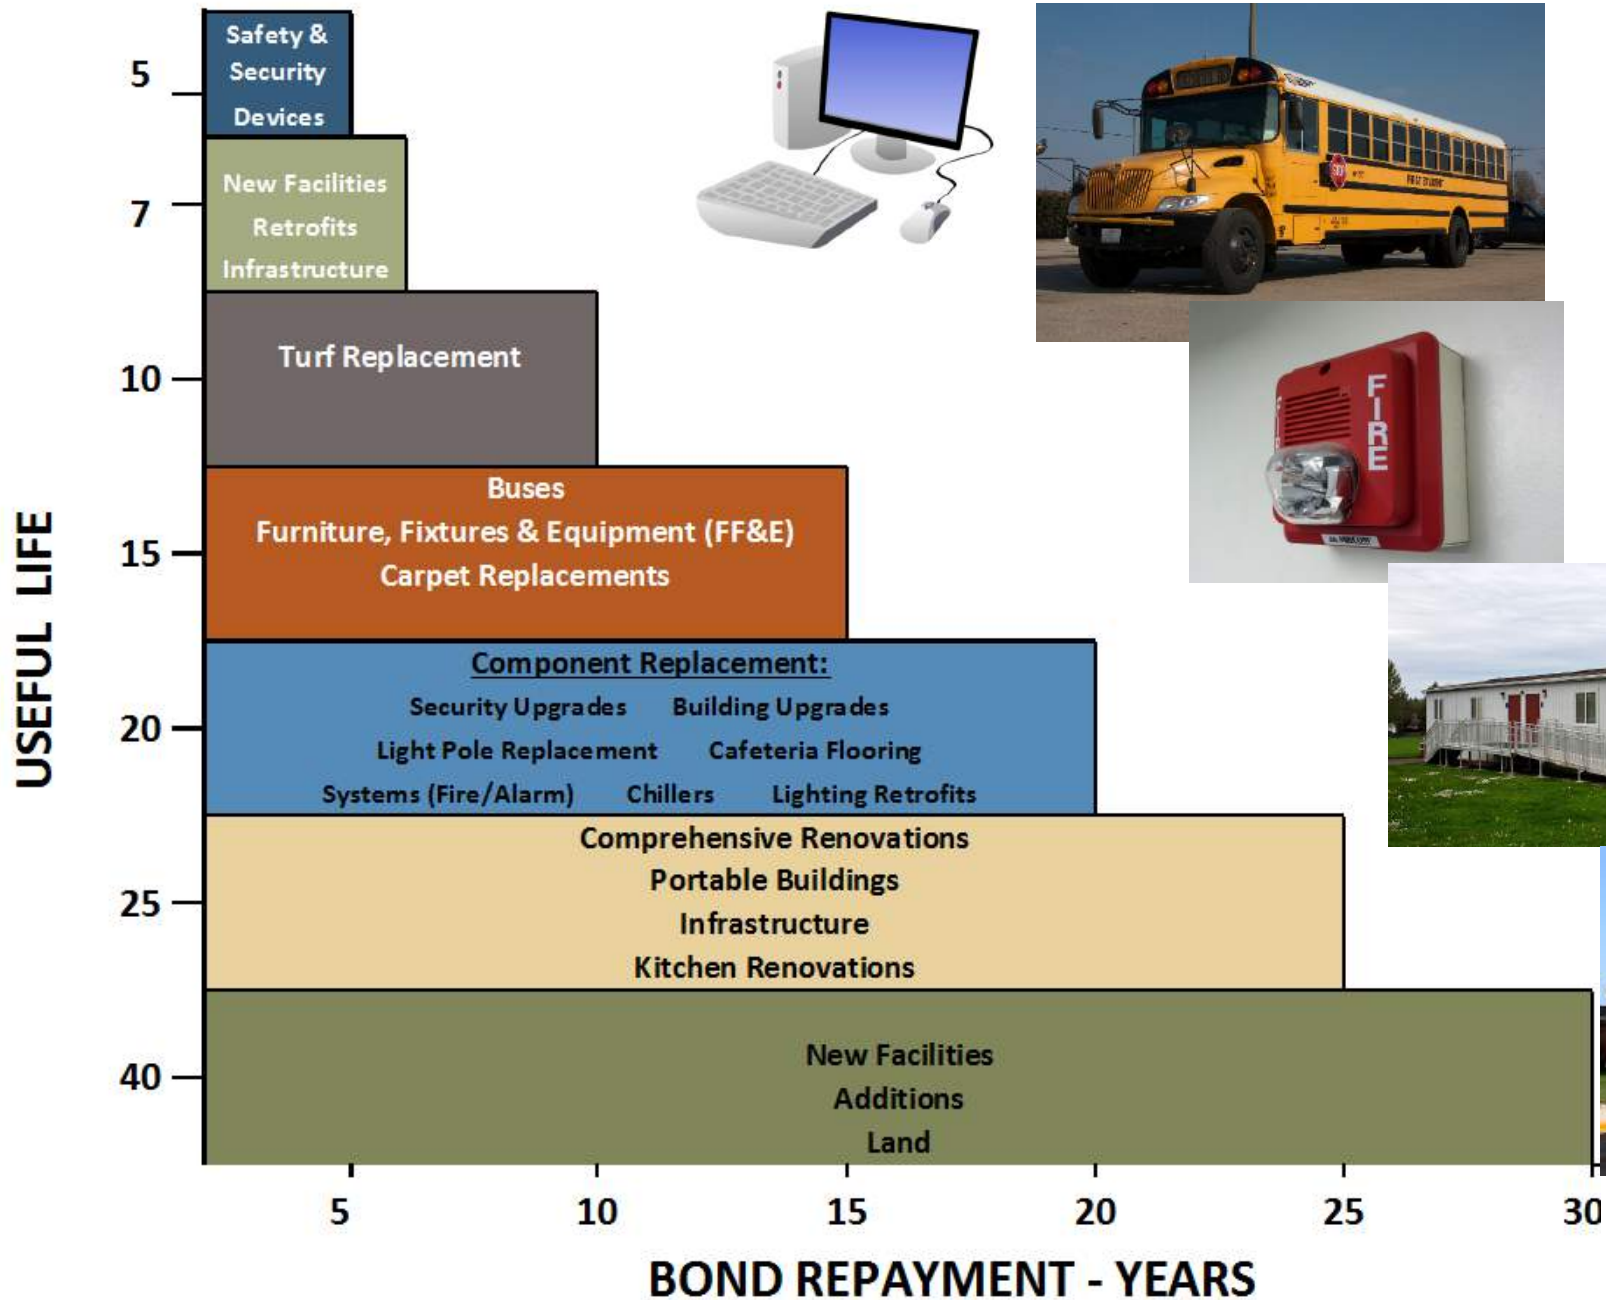 Safety &
Security
Devices
5
New Facilities
Retrofits
Infrastructure
7
Turf Replacement
10
Buses
Furniture, Fixtures & Equipment (FF&E)
Carpet Replacements
15
Component Replacement:
Security Upgrades Building Upgrades
Light Pole Replacement Cafeteria Flooring
Systems (Fire/Alarm) Chillers Lighting Retrofits
20
Comprehensive Renovations
Portable Buildings
Infrastructure
Kitchen Renovations
25
New Facilities
Additions
Land
40
USEFUL LIFE
5 10 15 20 25 30
BOND REPAYMENT - YEARS
STOP
FIRST STUDENT
FIRE